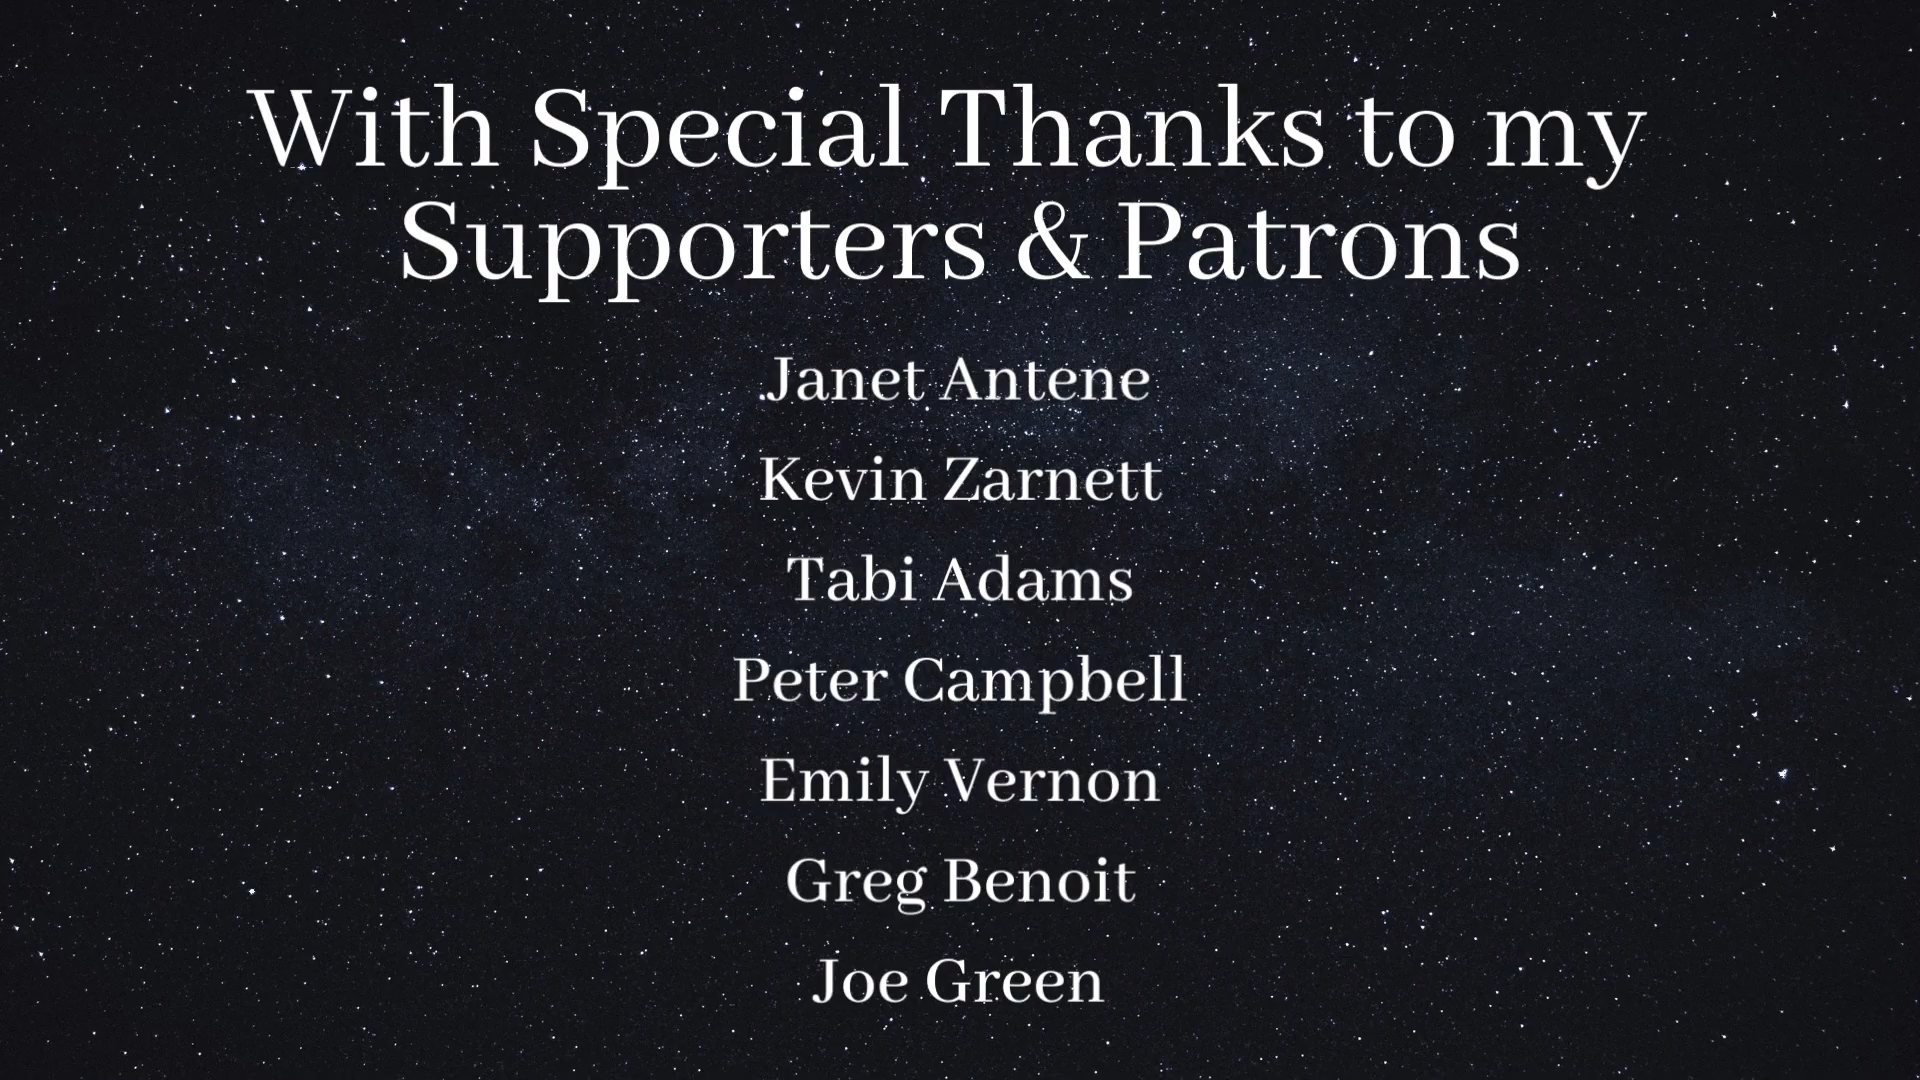 With Special Thanks to my
Supporters & Patrons
Janet Antene
Kevin Zarnett
Tabi Adams
Peter Campbell
Emily Vernon
Greg Benoit
Joe Green